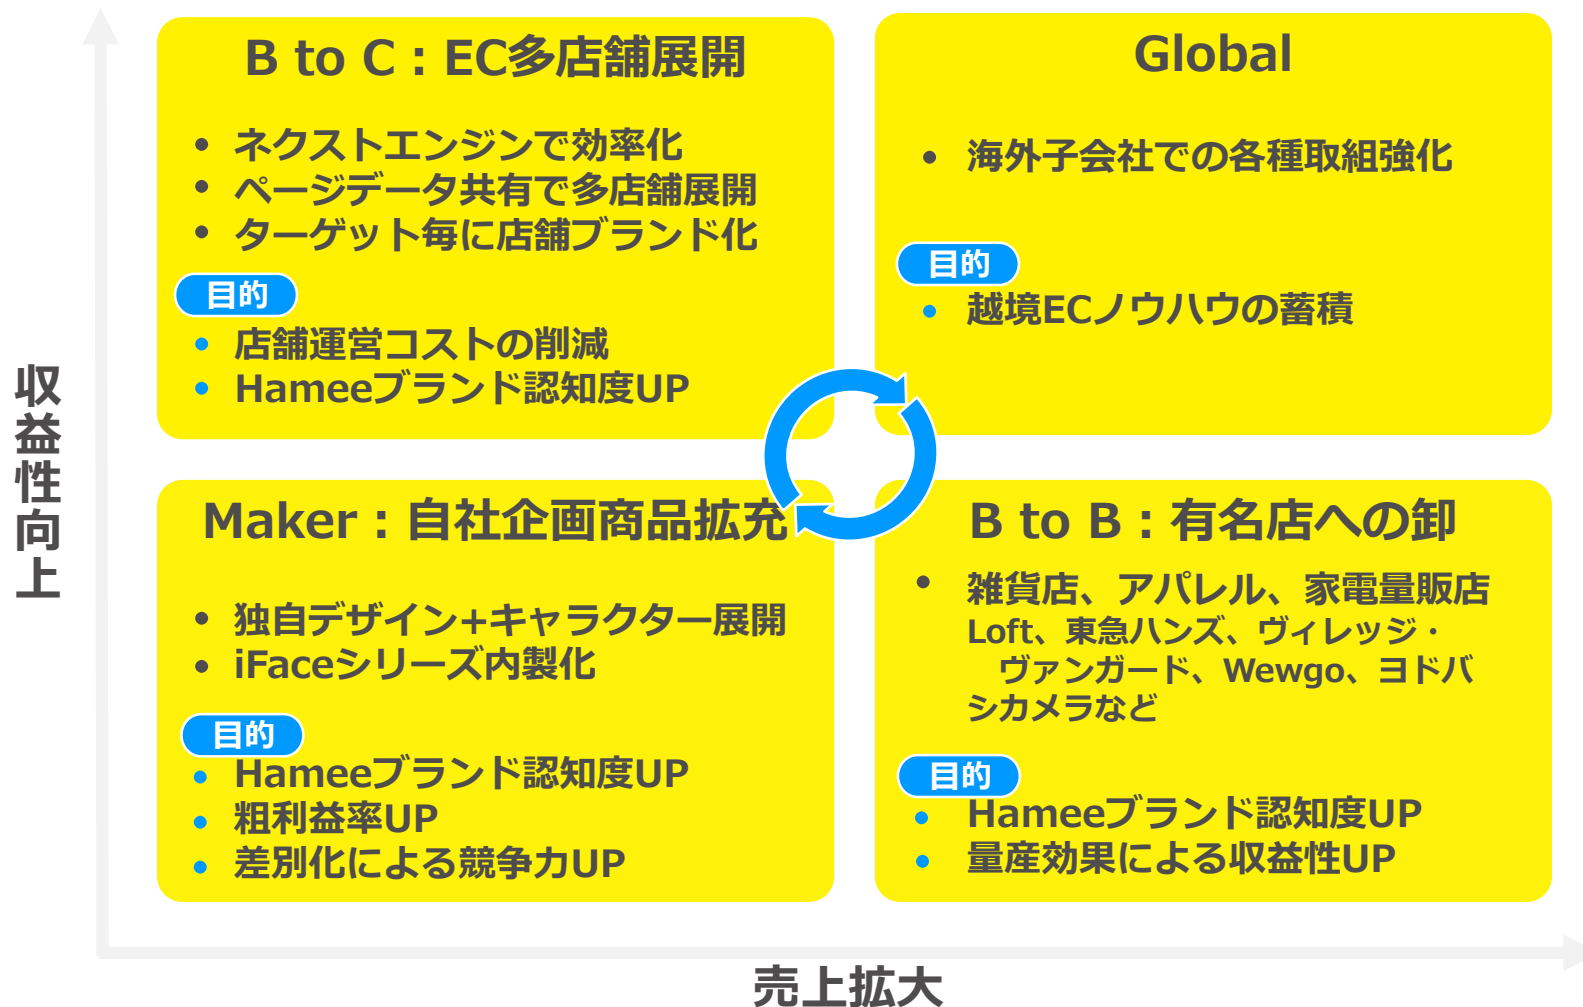 B to C：EC多店舗展開
• ネクストエンジンで効率化
• ページデータ共有で多店舗展開
• ターゲット毎に店舗ブランド化
目的
• 店舗運営コストの削減
• Hameeブランド認知度UP
Global
• 海外子会社での各種取組強化
目的
• 越境ECノウハウの蓄積
収益性向上
Maker：自社企画商品拡充
• 独自デザイン+キャラクター展開
• iFaceシリーズ内製化
目的
• Hameeブランド認知度UP
• 粗利益率UP
• 差別化による競争力UP
B to B：有名店への卸
• 雑貨店、アパレル、家電量販店
Loft、東急ハンズ、ヴィレッジ・
ヴァンガード、Wewgo、ヨドバ
シカメラなど
目的
• Hameeブランド認知度UP
• 量産効果による収益性UP
売上拡大